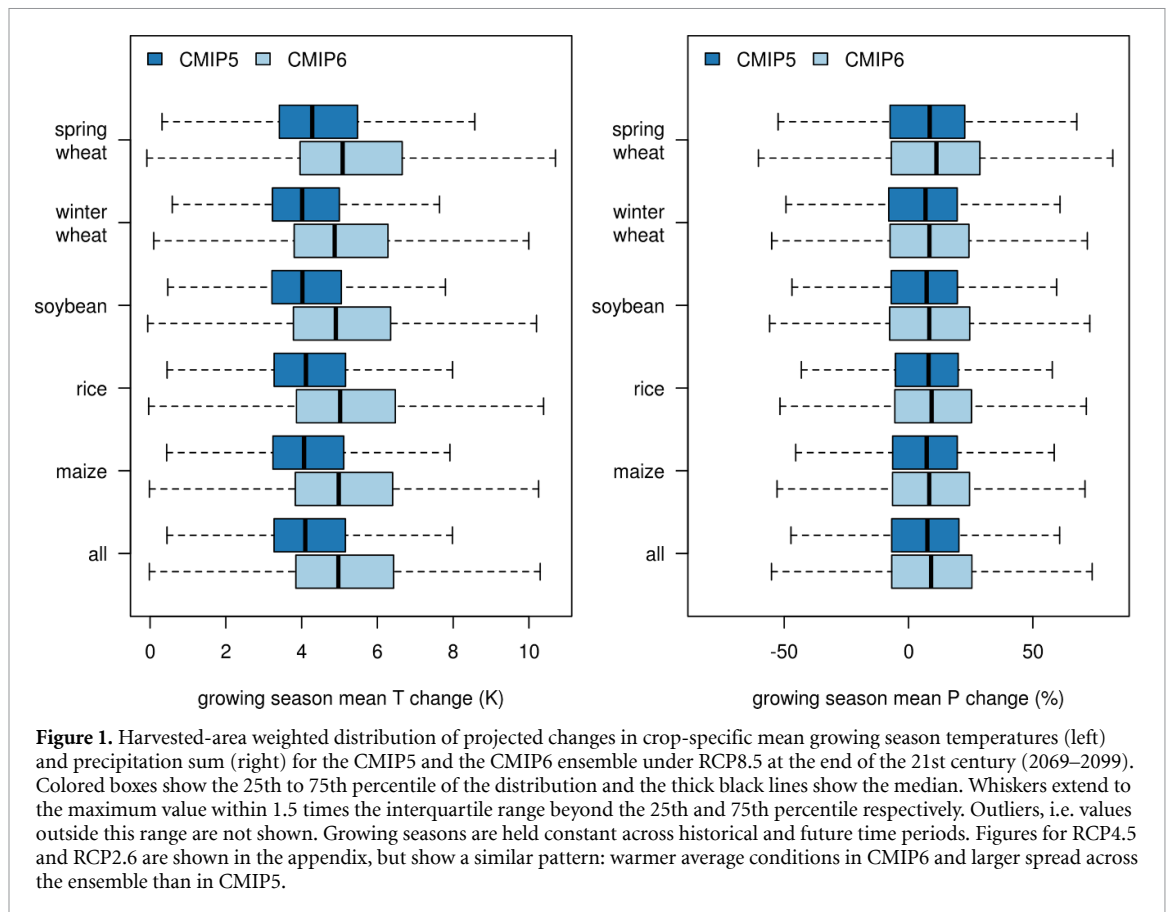 CMIP5 CMIP6
spring
wheat
winter
wheat
soybean
rice
maize
all
0 2 4 6 8 10
growing season mean T change (K)
CMIP5 CMIP6
spring
wheat
winter
wheat
soybean
rice
maize
all
-50 0 50
growing season mean P change (%)
Figure 1. Harvested-area weighted distribution of projected changes in crop-specific mean growing season temperatures (left)
and precipitation sum (right) for the CMIP5 and the CMIP6 ensemble under RCP8.5 at the end of the 21st century (2069–2099).
Colored boxes show the 25th to 75th percentile of the distribution and the thick black lines show the median. Whiskers extend to
the maximum value within 1.5 times the interquartile range beyond the 25th and 75th percentile respectively. Outliers, i.e. values
outside this range are not shown. Growing seasons are held constant across historical and future time periods. Figures for RCP4.5
and RCP2.6 are shown in the appendix, but show a similar pattern: warmer average conditions in CMIP6 and larger spread across
the ensemble than in CMIP5.